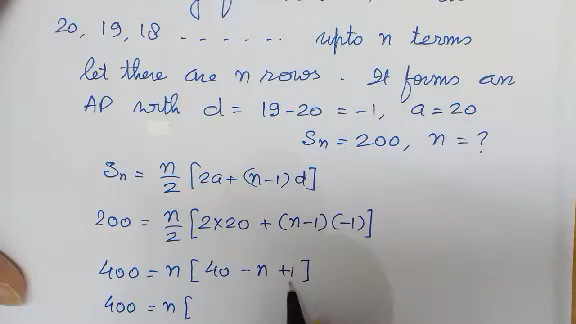 20, 19, 18 ....... upto n terms
let there are n rows. It forms an
AP with d = 19-20 = -1, a = 20
Sn = 200, n = ?
Sn = n/2 [2a + (n-1)d]
200 = n/2 [2×20 + (n-1)(-1)]
400 = n [40 - n +1]
400 = n [